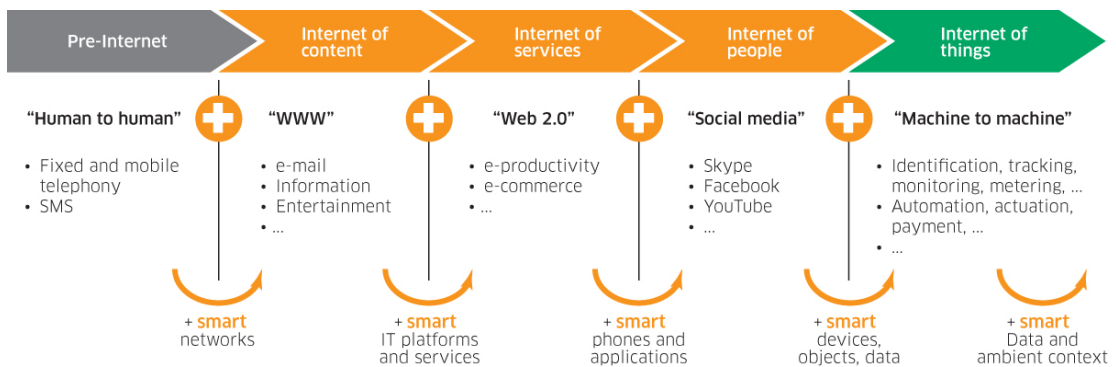 Pre-Internet
Internet of
content
Internet of
services
Internet of
people
Internet of
things
“Human to human”
“WWW”
“Web 2.0”
“Social media”
“Machine to machine”
• Fixed and mobile
telephony
• SMS
• e-mail
• Information
• Entertainment
• ...
• e-productivity
• e-commerce
• ...
• Skype
• Facebook
• YouTube
• ...
• Identification, tracking,
monitoring, metering, ...
• Automation, actuation,
payment, ...
• ...
+ smart
networks
+ smart
IT platforms
and services
+ smart
phones and
applications
+ smart
devices,
objects, data
+ smart
Data and
ambient context